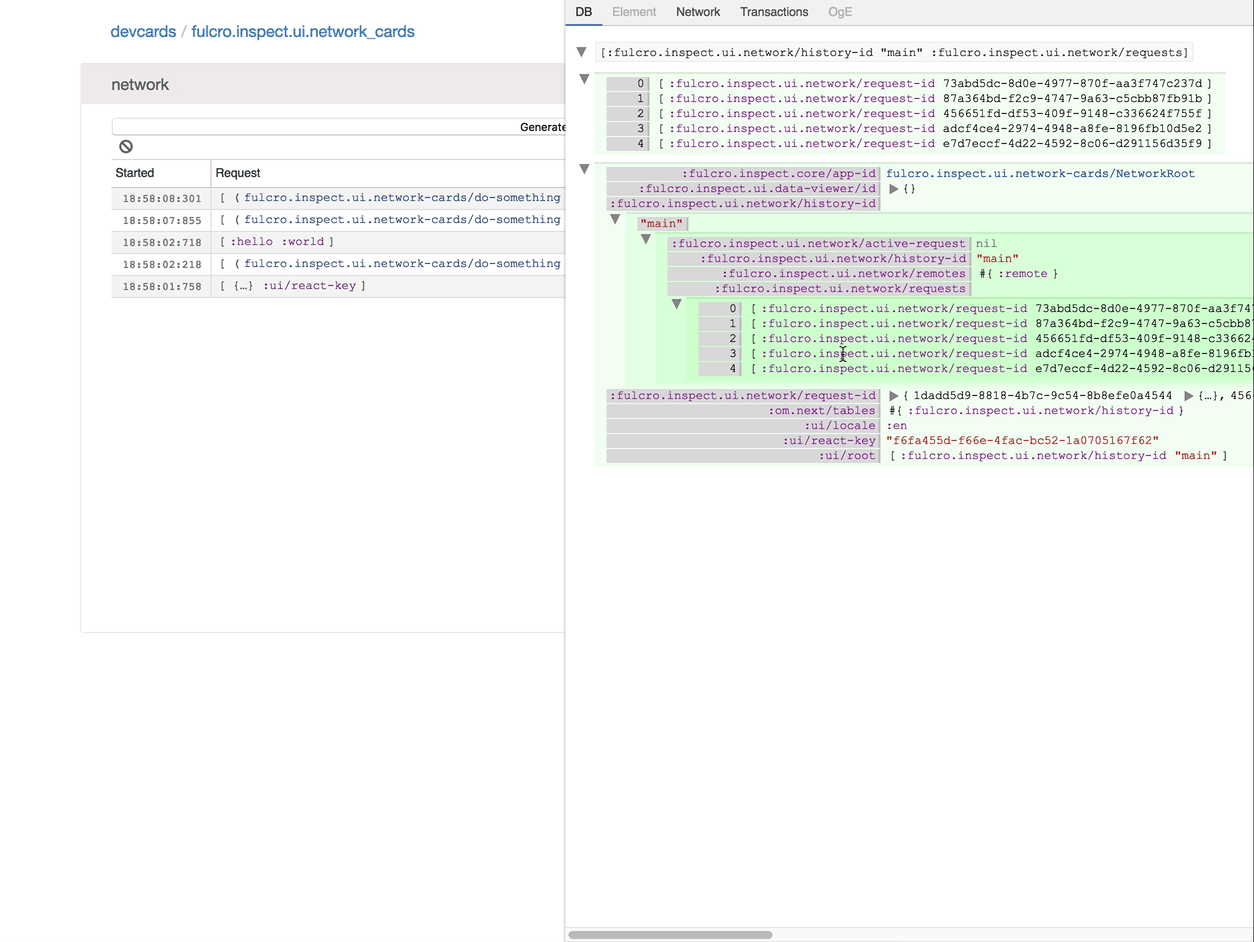 devcards / fulcro.inspect.ui.network_cards
network
Generate
Started Request
18:58:08:301 [ ( fulcro.inspect.ui.network-cards/do-something
18:58:07:855 [ ( fulcro.inspect.ui.network-cards/do-something
18:58:02:718 [ :hello :world ]
18:58:02:218 [ ( fulcro.inspect.ui.network-cards/do-something
18:58:01:758 [ {…} :ui/react-key ]
DB Element Network Transactions OgE
[:fulcro.inspect.ui.network/history-id "main" :fulcro.inspect.ui.network/requests]
0 [ :fulcro.inspect.ui.network/request-id 73abd5dc-8d0e-4977-870f-aa3f747c237d ]
1 [ :fulcro.inspect.ui.network/request-id 87a364bd-f2c9-4747-9a63-c5cbb87fb91b ]
2 [ :fulcro.inspect.ui.network/request-id 456651fd-df53-409f-9148-c336624f755f ]
3 [ :fulcro.inspect.ui.network/request-id adcf4ce4-2974-4948-a8fe-8196fb10d5e2 ]
4 [ :fulcro.inspect.ui.network/request-id e7d7eccf-4d22-4592-8c06-d291156d35f9 ]
:fulcro.inspect.core/app-id fulcro.inspect.ui.network-cards/NetworkRoot
:fulcro.inspect.ui.data-viewer/id {}
:fulcro.inspect.ui.network/history-id
"main"
:fulcro.inspect.ui.network/active-request nil
:fulcro.inspect.ui.network/history-id "main"
:fulcro.inspect.ui.network/remotes #{ :remote }
:fulcro.inspect.ui.network/requests
0 [ :fulcro.inspect.ui.network/request-id 73abd5dc-8d0e-4977-870f-aa3f747
1 [ :fulcro.inspect.ui.network/request-id 87a364bd-f2c9-4747-9a63-c5cbb87
2 [ :fulcro.inspect.ui.network/request-id 456651fd-df53-409f-9148-c336624
3 [ :fulcro.inspect.ui.network/request-id adcf4ce4-2974-4948-a8fe-8196fb1
4 [ :fulcro.inspect.ui.network/request-id e7d7eccf-4d22-4592-8c06-d291156
:fulcro.inspect.ui.network/request-id { 1dadd5d9-8818-4b7c-9c54-8b8efe0a4544 {…}, 456
:om.next/tables #{ :fulcro.inspect.ui.network/history-id }
:ui/locale :en
:ui/react-key "f6fa455d-f66e-4fac-bc52-1a0705167f62"
:ui/root [ :fulcro.inspect.ui.network/history-id "main" ]